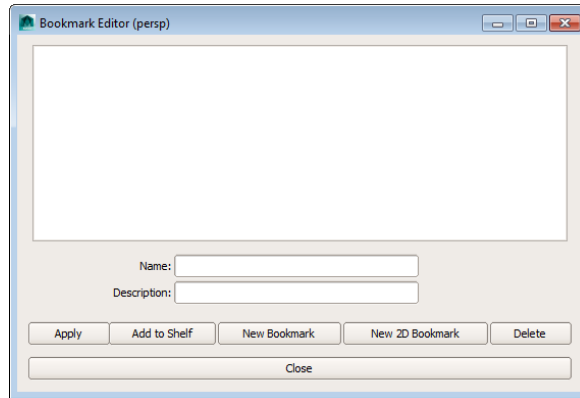 Bookmark Editor (persp)
Name:
Description:
Apply Add to Shelf New Bookmark New 2D Bookmark Delete
Close